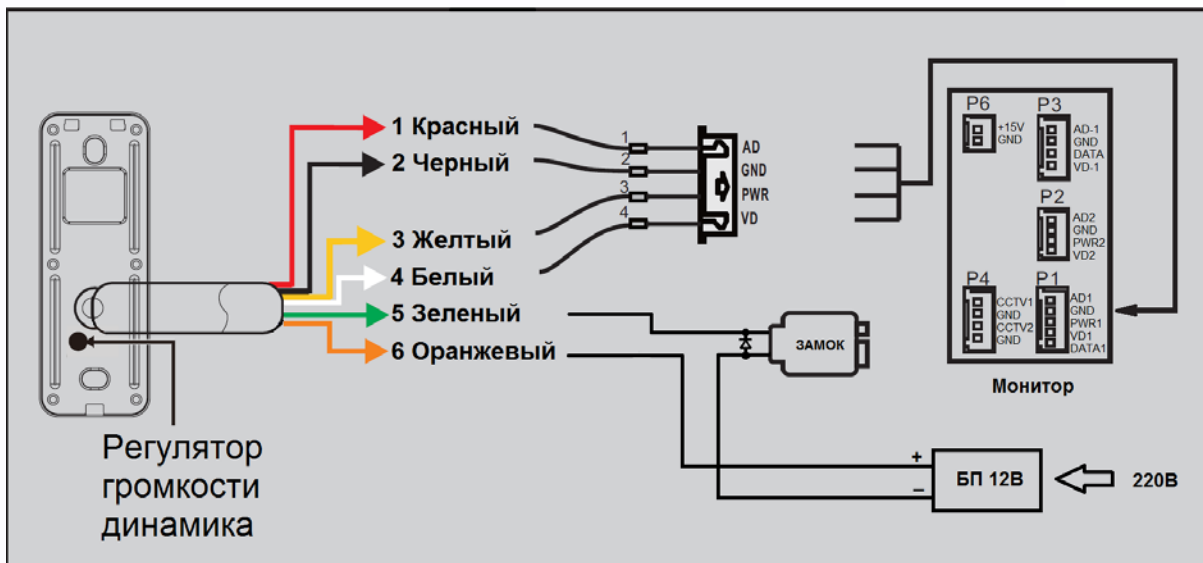 1 Красный
2 Черный
3 Желтый
4 Белый
5 Зеленый
6 Оранжевый
Регулятор
громкости
динамика
1
2
3
4
AD
GND
PWR
VD
P6
+15V
GND
P3
AD-1
GND
DATA
VD-1
P2
AD2
GND
PWR2
VD2
P4
CCTV1
GND
CCTV2
GND
P1
AD1
GND
PWR1
VD1
DATA1
Монитор
ЗАМОК
+
–
БП 12В
220В